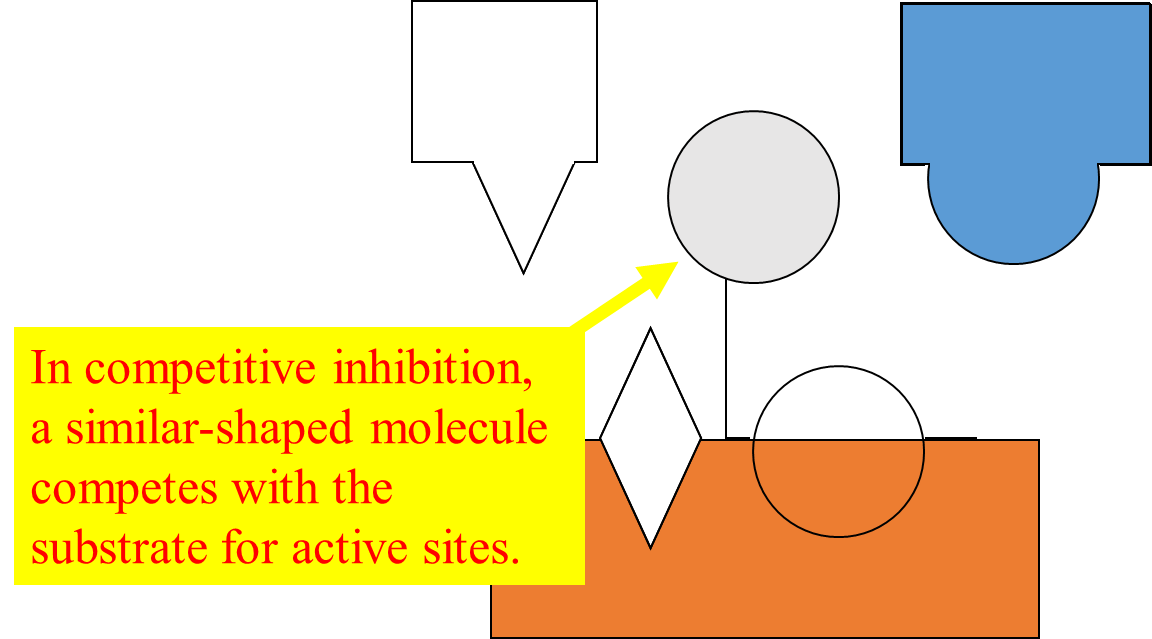 In competitive inhibition,
a similar-shaped molecule
competes with the
substrate for active sites.